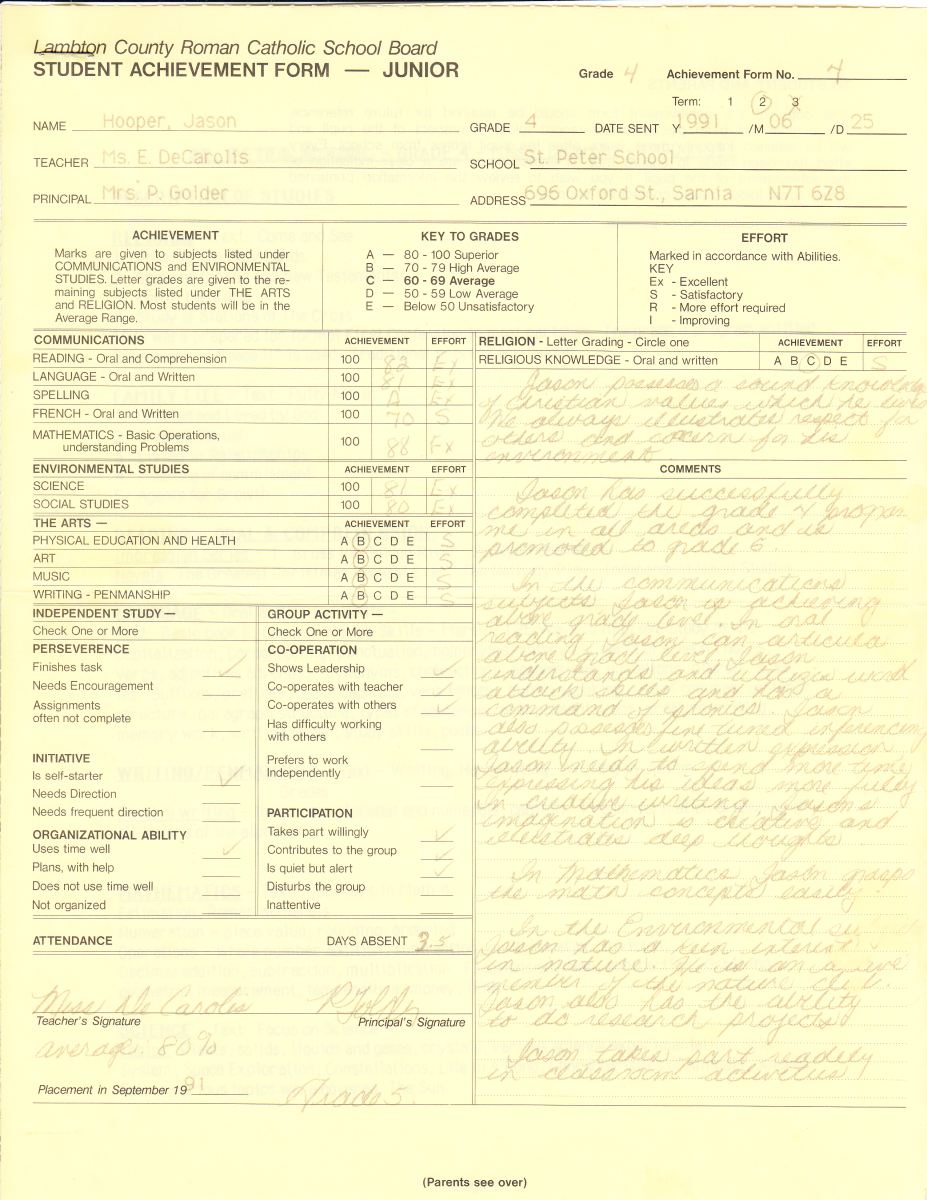 Lambton County Roman Catholic School Board
STUDENT ACHIEVEMENT FORM — JUNIOR
Grade 4 Achievement Form No. 4
Term: 1 2 3
NAME Hooper, Jason GRADE 4 DATE SENT Y 1991 /M 06 /D 25
TEACHER Ms. E. DeCarolis SCHOOL St. Peter School
PRINCIPAL Mrs. P. Golder ADDRESS 696 Oxford St., Sarnia N7T 6Z8
ACHIEVEMENT
Marks are given to subjects listed under
COMMUNICATIONS and ENVIRONMENTAL
STUDIES. Letter grades are given to the re-
maining subjects listed under THE ARTS
and RELIGION. Most students will be in the
Average Range.
KEY TO GRADES
A — 80 - 100 Superior
B — 70 - 79 High Average
C — 60 - 69 Average
D — 50 - 59 Low Average
E — Below 50 Unsatisfactory
EFFORT
Marked in accordance with Abilities.
KEY
Ex - Excellent
S - Satisfactory
R - More effort required
I - Improving
COMMUNICATIONS ACHIEVEMENT EFFORT
READING - Oral and Comprehension 100 82 Ex
LANGUAGE - Oral and Written 100 81 Ex
SPELLING 100 Ex
FRENCH - Oral and Written 100 70 S
MATHEMATICS - Basic Operations,
understanding Problems 100 86 Ex
ENVIRONMENTAL STUDIES ACHIEVEMENT EFFORT
SCIENCE 100 81 Ex
SOCIAL STUDIES 100 80 Ex
THE ARTS — ACHIEVEMENT EFFORT
PHYSICAL EDUCATION AND HEALTH A B C D E S
ART A B C D E S
MUSIC A B C D E S
WRITING - PENMANSHIP A B C D E S
INDEPENDENT STUDY —
Check One or More
PERSEVERENCE
Finishes task
Needs Encouragement
Assignments
often not complete
INITIATIVE
Is self-starter
Needs Direction
Needs frequent direction
ORGANIZATIONAL ABILITY
Uses time well
Plans, with help
Does not use time well
Not organized
GROUP ACTIVITY —
Check One or More
CO-OPERATION
Shows Leadership
Co-operates with teacher
Co-operates with others
Has difficulty working
with others
Prefers to work
Independently
PARTICIPATION
Takes part willingly
Contributes to the group
Is quiet but alert
Disturbs the group
Inattentive
ATTENDANCE DAYS ABSENT 3.5
Miss De Carolis P Golder
Teacher's Signature Principal's Signature
average: 80%
Placement in September 1991 Grade 5
RELIGION - Letter Grading - Circle one ACHIEVEMENT EFFORT
RELIGIOUS KNOWLEDGE - Oral and written A B C D E S
Jason possesses a sound knowledge
of Christian values which he lives
He always illustrates respect for
others and concern for his
environment
COMMENTS
Jason has successfully
completed the grade 4 program
me in all areas and is
promoted to grade 5.
In the communications
subjects Jason is achieving
above grade level. In oral
reading Jason can articula
above grade level Jason
understands and utilizes word
attack skills and has a
command of phonics. Jason
also possesses fine tuned inferencing
ability. In written expression
Jason needs to spend more time
expressing his ideas more fully
In creative writing Jason's
imagination is creative and
illustrates deep thoughts
In Mathematics Jason grasps
the math concepts easily!
In the Environmental
Jason has a keen interest
in nature. He is an active
member of the nature club.
Jason also has the ability
to do research projects
Jason takes part readily
in classroom activities!
(Parents see over)